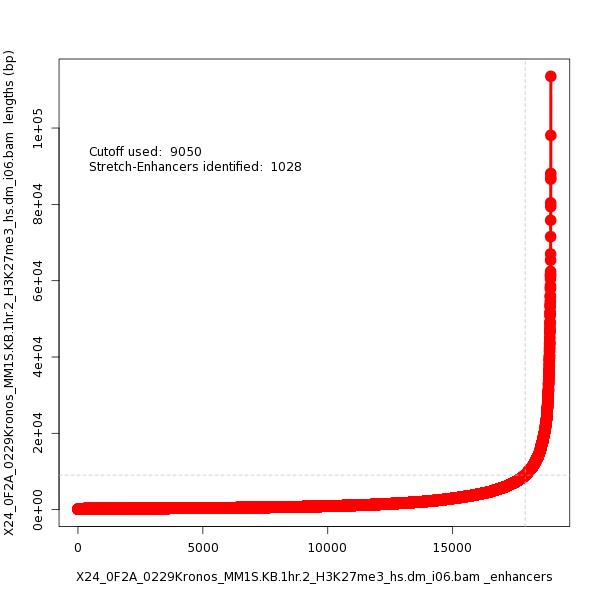 X24_0F2A_0229Kronos_MM1S.KB.1hr.2_H3K27me3_hs.dm_i06.bam lengths (bp)
1e+05
8e+04
6e+04
4e+04
2e+04
0e+00
Cutoff used: 9050
Stretch-Enhancers identified: 1028
0 5000 10000 15000
X24_0F2A_0229Kronos_MM1S.KB.1hr.2_H3K27me3_hs.dm_i06.bam _enhancers